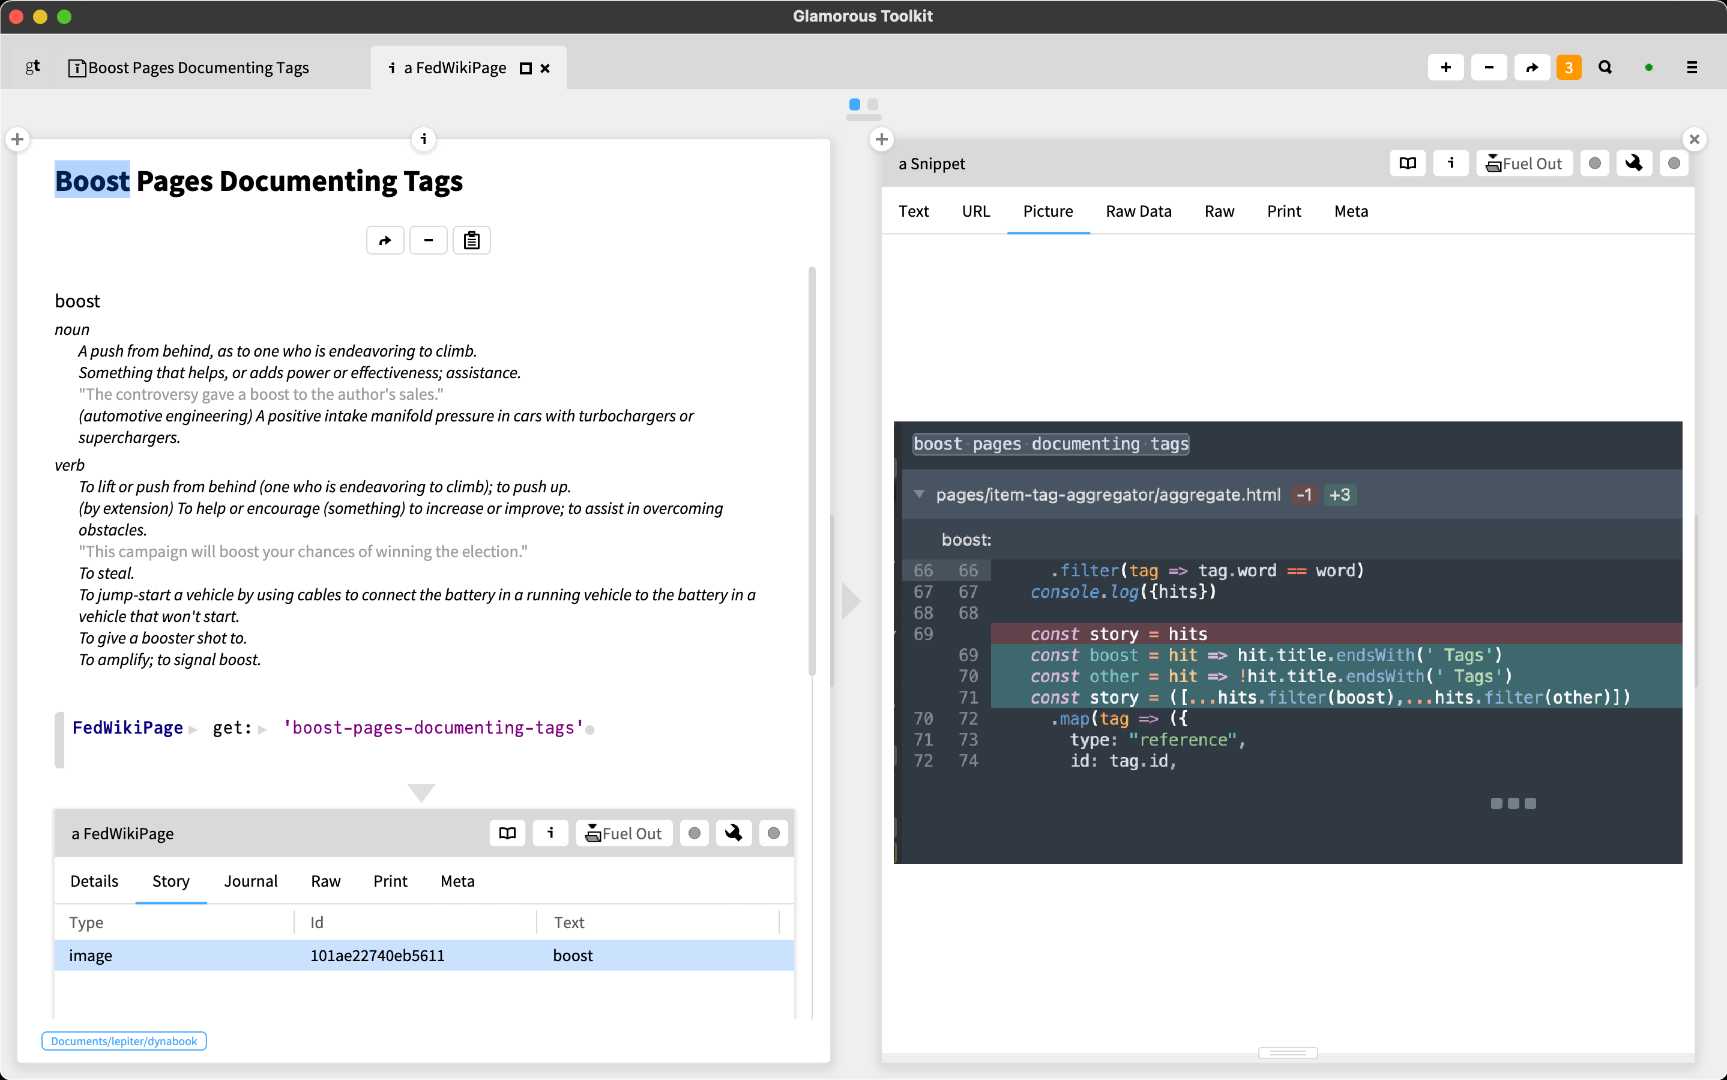 Glamorous Toolkit
gt
Boost Pages Documenting Tags
i a FedWikiPage
3
i
Boost Pages Documenting Tags
boost
noun
A push from behind, as to one who is endeavoring to climb.
Something that helps, or adds power or effectiveness; assistance.
"The controversy gave a boost to the author's sales."
(automotive engineering) A positive intake manifold pressure in cars with turbochargers or
superchargers.
verb
To lift or push from behind (one who is endeavoring to climb); to push up.
(by extension) To help or encourage (something) to increase or improve; to assist in overcoming
obstacles.
"This campaign will boost your chances of winning the election."
To steal.
To jump-start a vehicle by using cables to connect the battery in a running vehicle to the battery in a
vehicle that won't start.
To give a booster shot to.
To amplify; to signal boost.
FedWikiPage get: 'boost-pages-documenting-tags'
a FedWikiPage
i
Fuel Out
Details Story Journal Raw Print Meta
Type Id Text
image 101ae22740eb5611 boost
Documents/lepiter/dynabook
a Snippet
i
Fuel Out
Text URL Picture Raw Data Raw Print Meta
boost pages documenting tags
pages/item-tag-aggregator/aggregate.html -1 +3
boost:
66 66 .filter(tag => tag.word == word)
67 67 console.log({hits})
68 68
69 const story = hits
69 const boost = hit => hit.title.endsWith(' Tags')
70 const other = hit => !hit.title.endsWith(' Tags')
71 const story = ([...hits.filter(boost),...hits.filter(other)])
70 72 .map(tag => ({
71 73 type: "reference",
72 74 id: tag.id,